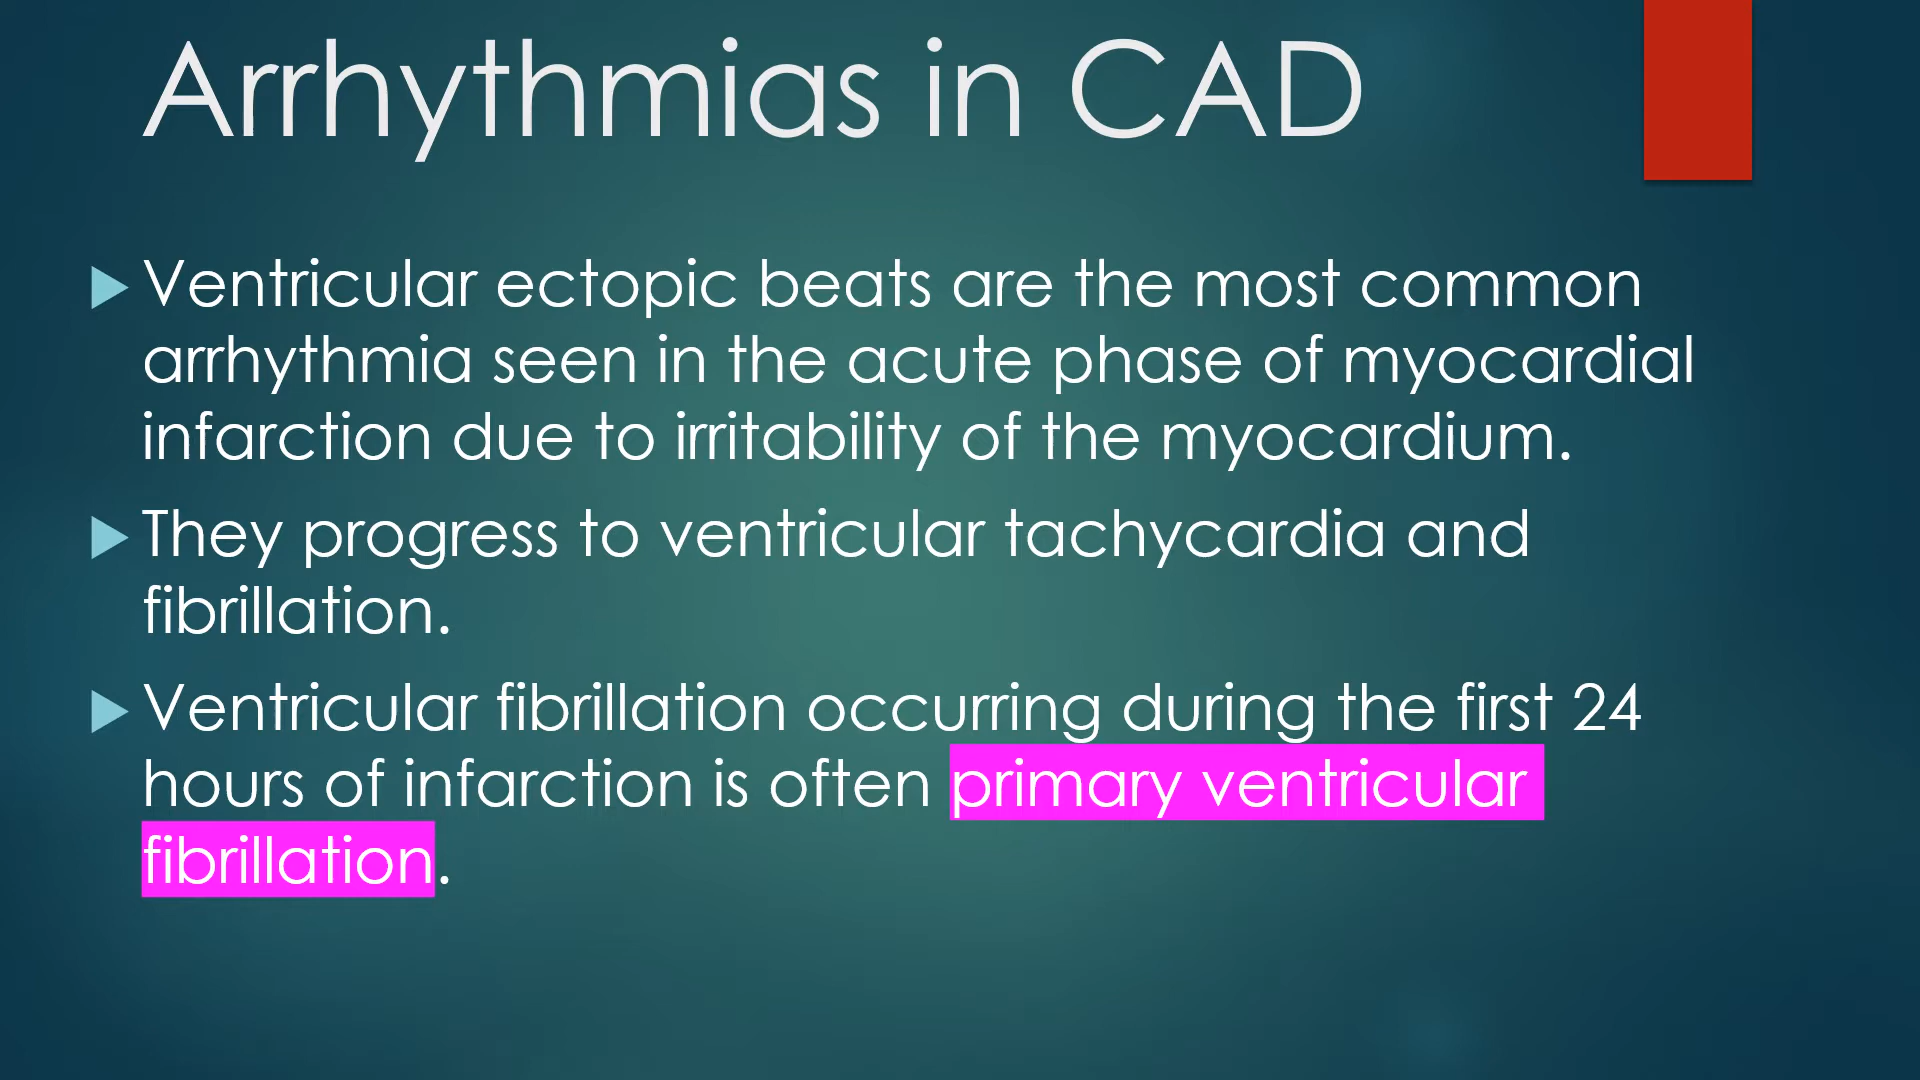 Arrhythmias in CAD
Ventricular ectopic beats are the most common
arrhythmia seen in the acute phase of myocardial
infarction due to irritability of the myocardium.
They progress to ventricular tachycardia and
fibrillation.
Ventricular fibrillation occurring during the first 24
hours of infarction is often primary ventricular
fibrillation.